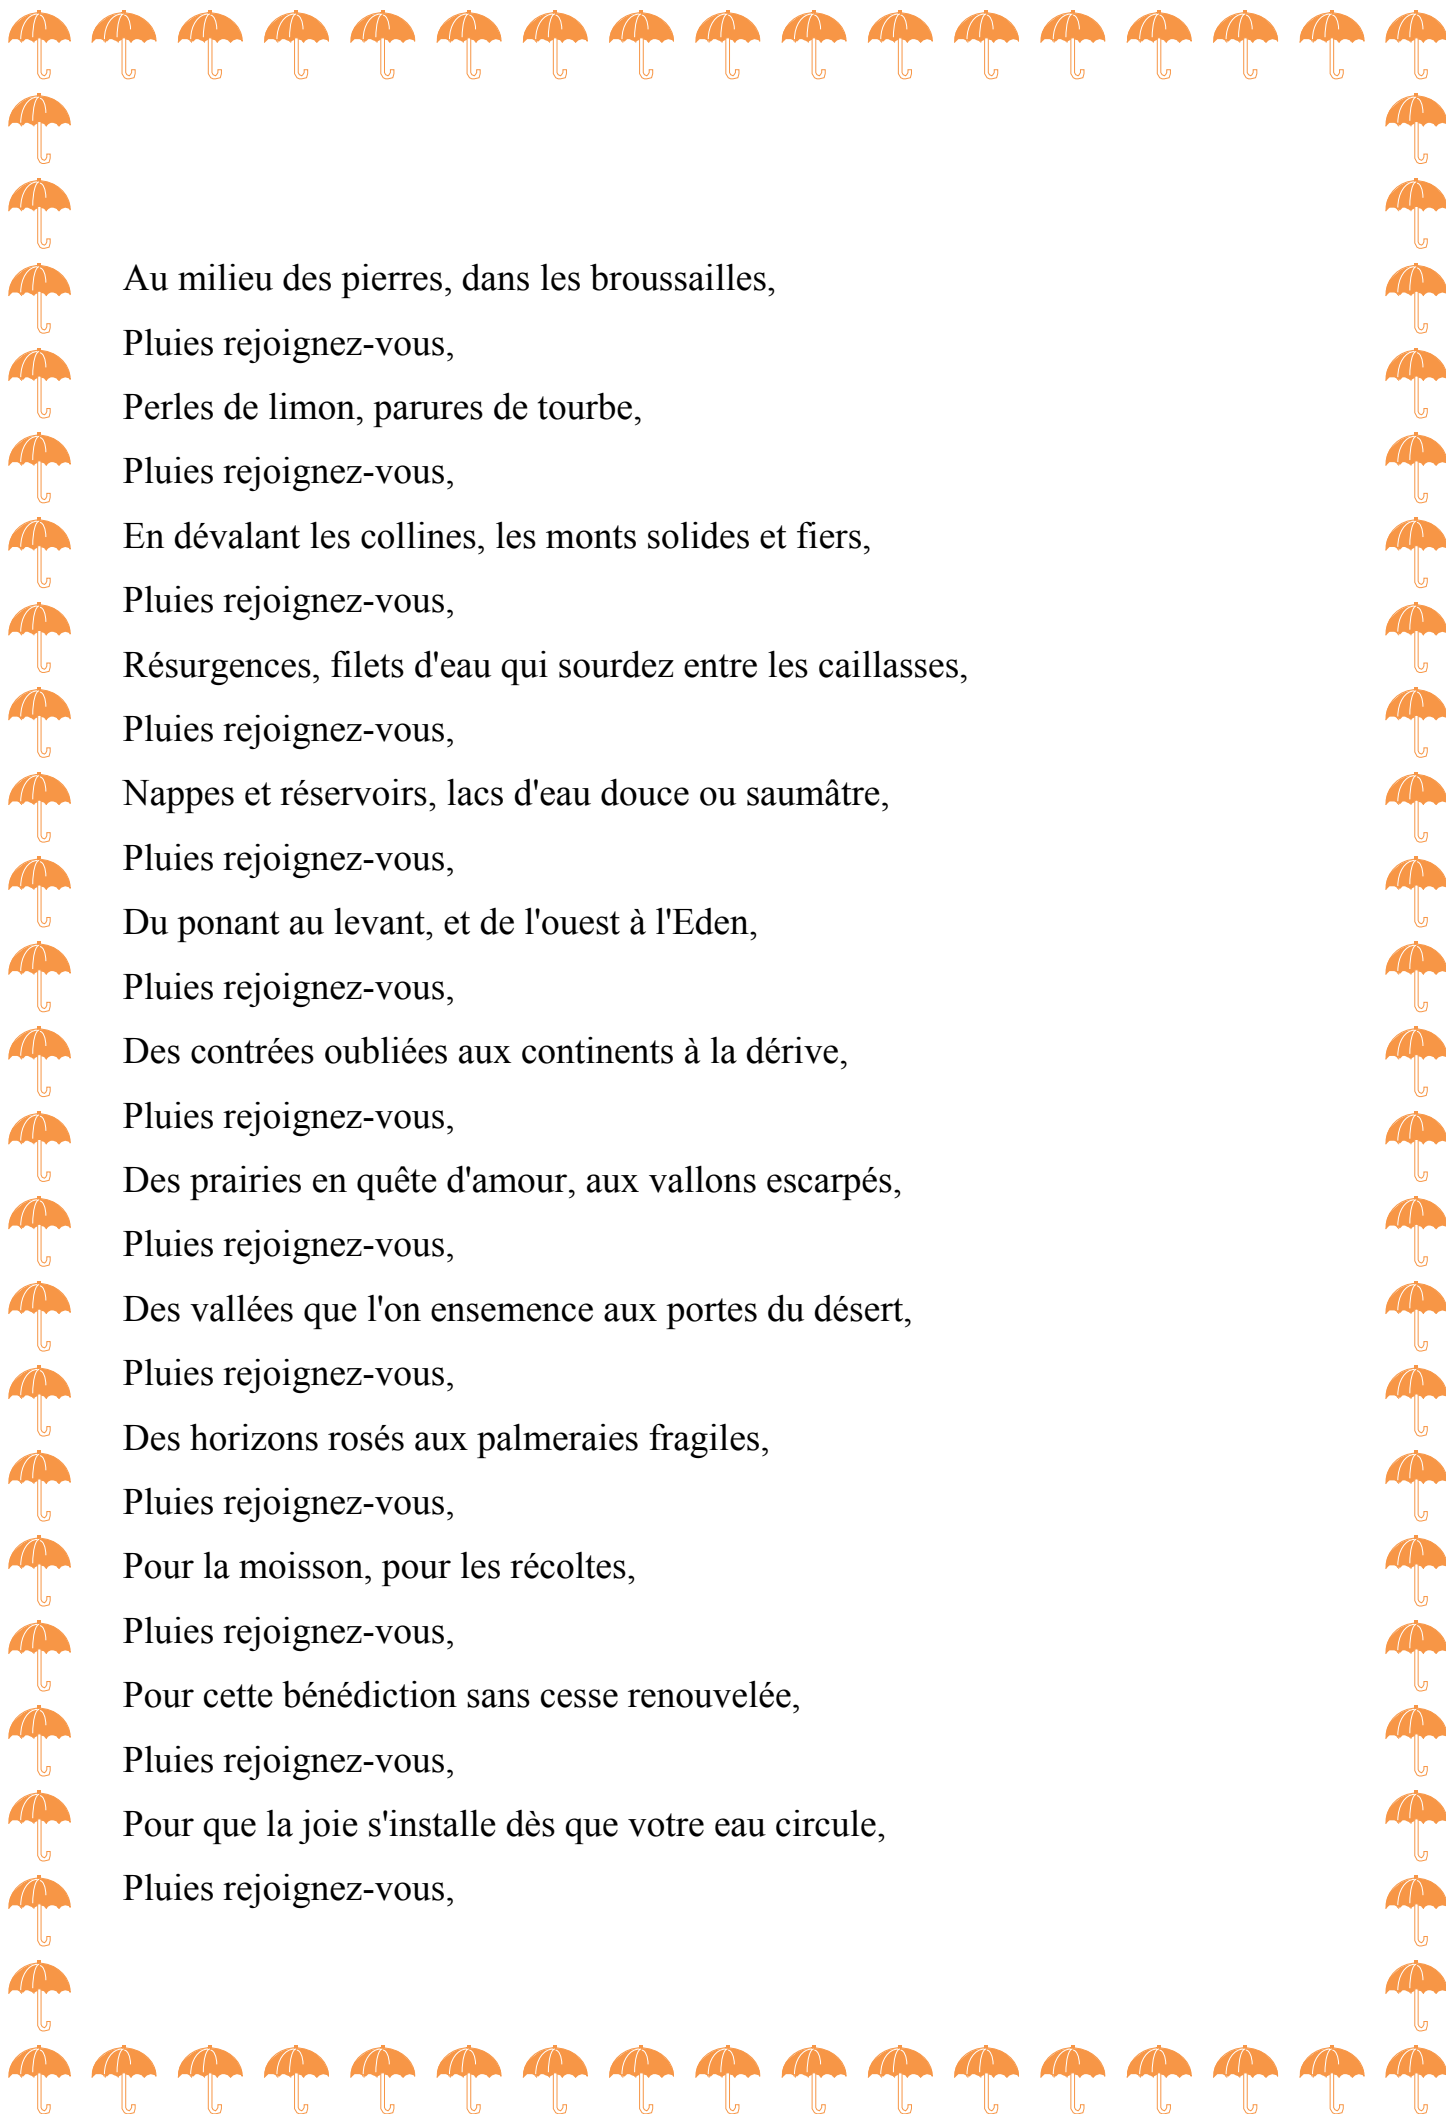 Au milieu des pierres, dans les broussailles,
Pluies rejoignez-vous,
Perles de limon, parures de tourbe,
Pluies rejoignez-vous,
En dévalant les collines, les monts solides et fiers,
Pluies rejoignez-vous,
Résurgences, filets d'eau qui sourdez entre les caillasses,
Pluies rejoignez-vous,
Nappes et réservoirs, lacs d'eau douce ou saumâtre,
Pluies rejoignez-vous,
Du ponant au levant, et de l'ouest à l'Eden,
Pluies rejoignez-vous,
Des contrées oubliées aux continents à la dérive,
Pluies rejoignez-vous,
Des prairies en quête d'amour, aux vallons escarpés,
Pluies rejoignez-vous,
Des vallées que l'on ensemence aux portes du désert,
Pluies rejoignez-vous,
Des horizons rosés aux palmeraies fragiles,
Pluies rejoignez-vous,
Pour la moisson, pour les récoltes,
Pluies rejoignez-vous,
Pour cette bénédiction sans cesse renouvelée,
Pluies rejoignez-vous,
Pour que la joie s'installe dès que votre eau circule,
Pluies rejoignez-vous,